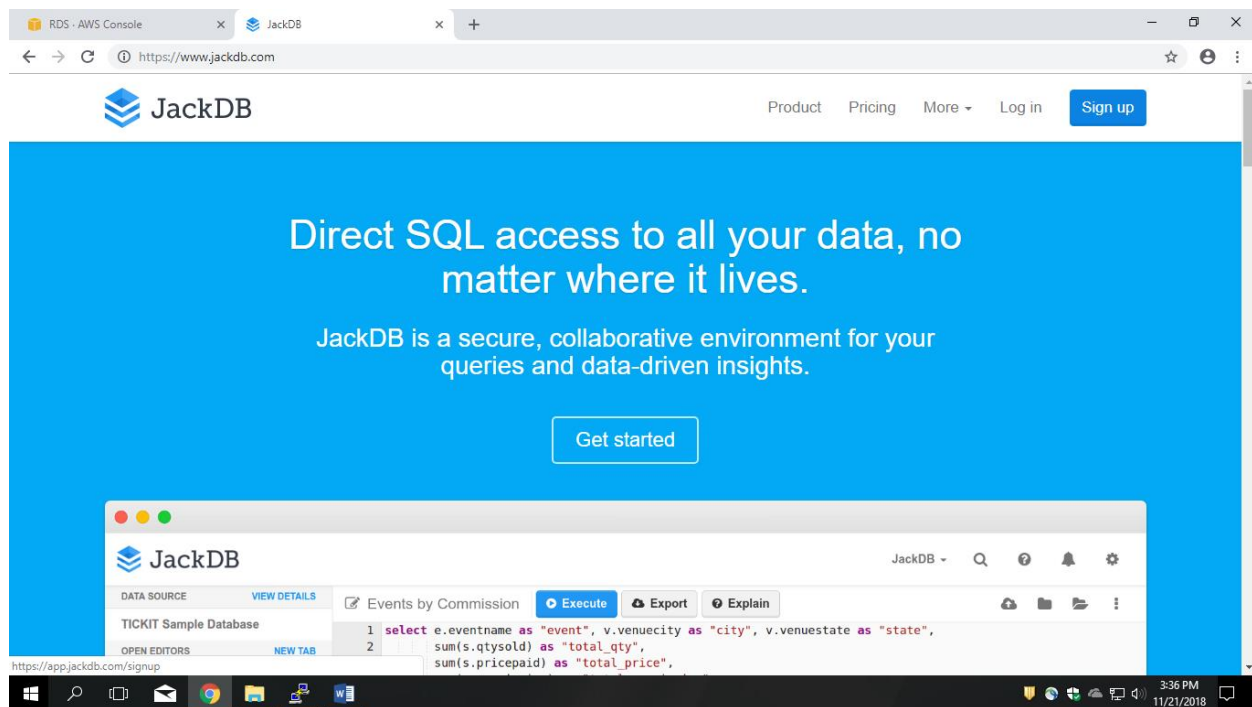 RDS · AWS Console
JackDB
https://www.jackdb.com
JackDB
Product Pricing More Log in Sign up
Direct SQL access to all your data, no
matter where it lives.
JackDB is a secure, collaborative environment for your
queries and data-driven insights.
Get started
JackDB
JackDB
DATA SOURCE VIEW DETAILS
Events by Commission Execute Export Explain
TICKIT Sample Database
1 select e.eventname as "event", v.venuecity as "city", v.venuestate as "state",
OPEN EDITORS NEW TAB
2 sum(s.qtysold) as "total_qty",
sum(s.pricepaid) as "total_price",
https://app.jackdb.com/signup
3:36 PM
11/21/2018